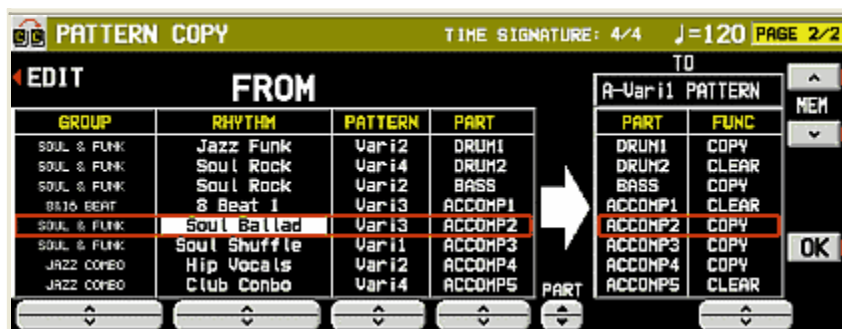 PATTERN COPY TIME SIGNATURE: 4/4 ♩=120 PAGE 2/2
EDIT FROM TO
A-Vari1 PATTERN
MEM
GROUP RHYTHM PATTERN PART PART FUNC
SOUL & FUNK Jazz Funk Vari2 DRUM1 DRUM1 COPY
SOUL & FUNK Soul Rock Vari4 DRUM2 DRUM2 CLEAR
SOUL & FUNK Soul Rock Vari2 BASS BASS COPY
8&16 BEAT 8 Beat 1 Vari3 ACCOMP1 ACCOMP1 CLEAR
SOUL & FUNK Soul Ballad Vari3 ACCOMP2 ACCOMP2 COPY
SOUL & FUNK Soul Shuffle Vari1 ACCOMP3 ACCOMP3 COPY
OK
JAZZ COMBO Hip Vocals Vari2 ACCOMP4 ACCOMP4 COPY
JAZZ COMBO Club Conbo Vari4 ACCOMP5 PART ACCOMP5 CLEAR